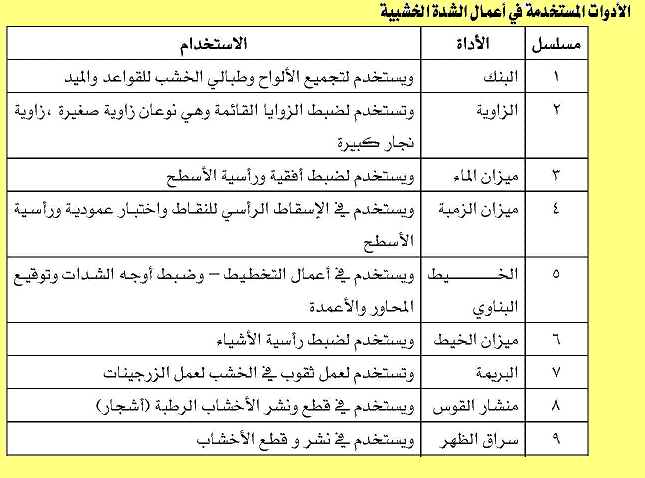 الأدوات المستخدمة في أعمال الشدة الخشبية
مسلسل الأداة الاستخدام
١ البنك ويستخدم لتجميع الألواح وطبالي الخشب للقواعد والميد
٢ الزاوية وتستخدم لضبط الزوايا القائمة وهي نوعان زاوية صغيرة ،زاوية
نجار كبيرة
٣ ميزان الماء ويستخدم لضبط أفقية ورأسية الأسطح
٤ ميزان الزمبة ويستخدم في الإسقاط الرأسي للنقاط واختبار عمودية ورأسية
الأسطح
٥ الخـــــيط ويستخدم في أعمال التخطيط – وضبط أوجه الشدات وتوقيع
البناوي المحاور والأعمدة
٦ ميزان الخيط ويستخدم لضبط رأسية الأشياء
٧ البريمة وتستخدم لعمل ثقوب في الخشب لعمل الزرجينات
٨ منشار القوس ويستخدم في قطع ونشر الأخشاب الرطبة (أشجار)
٩ سراق الظهر ويستخدم في نشر و قطع الأخشاب